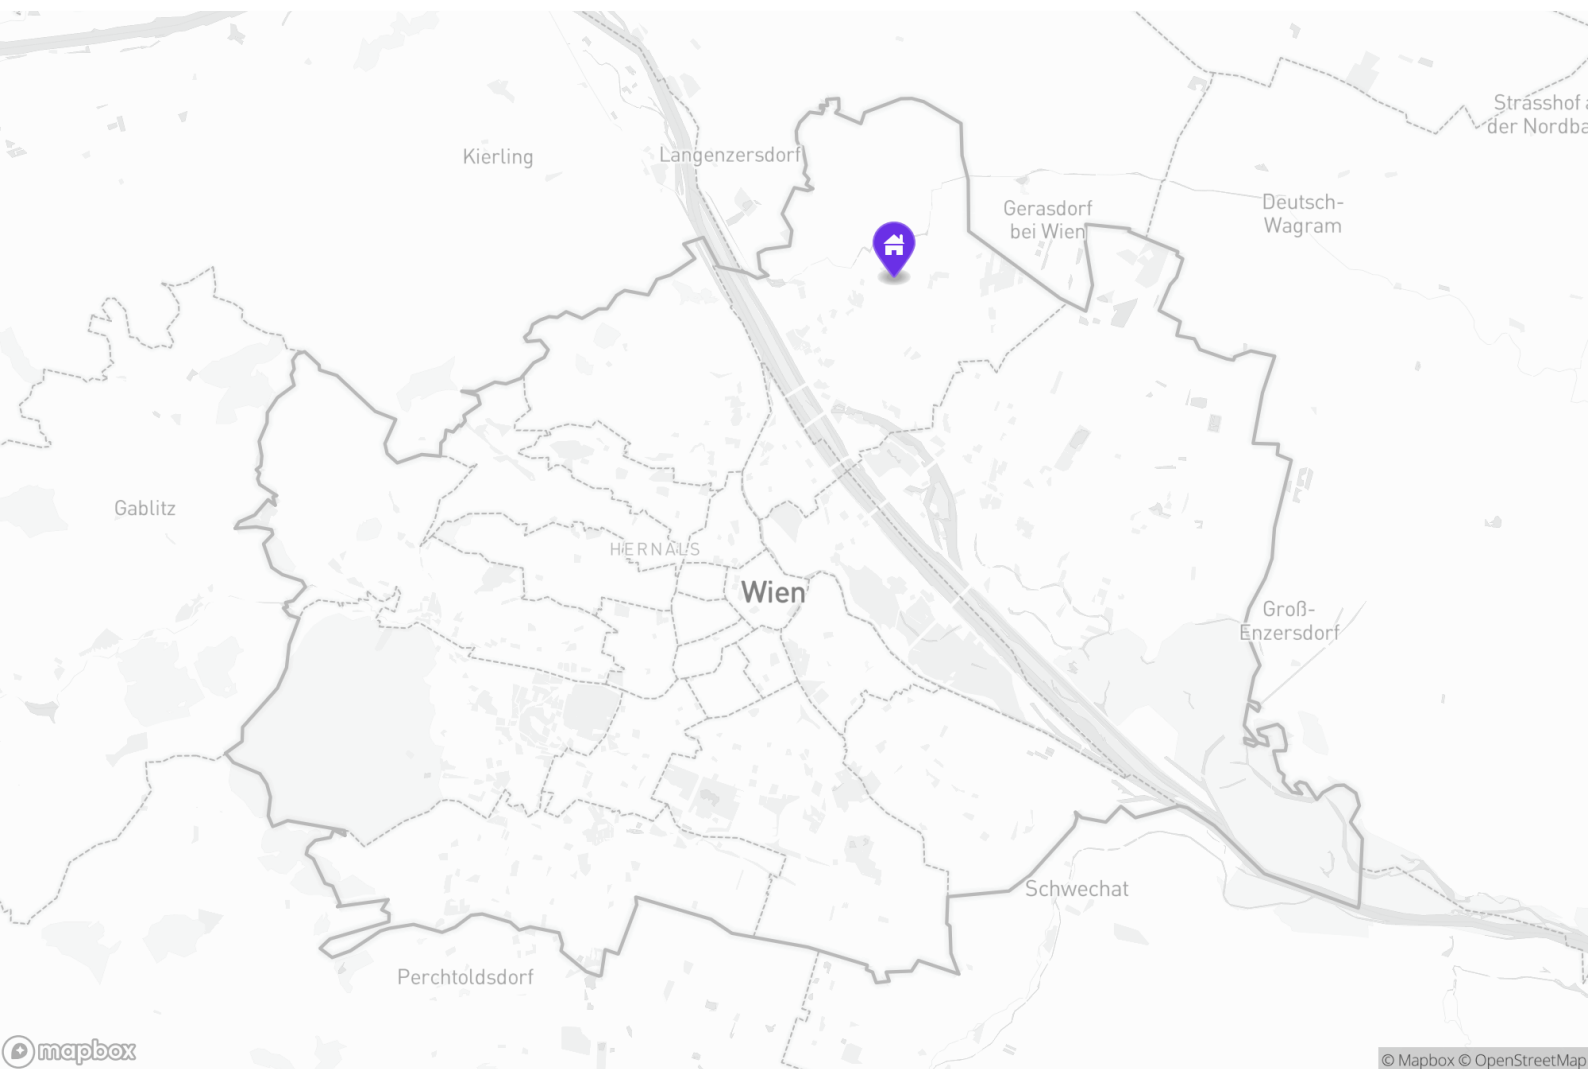 Strasshof a
der Nordba
Kierling
Langenzersdorf
Gerasdorf
bei Wien
Deutsch-
Wagram
Gablitz
HERNALS
Wien
Groß-
Enzersdorf
Schwechat
Perchtoldsdorf
mapbox
© Mapbox © OpenStreetMap